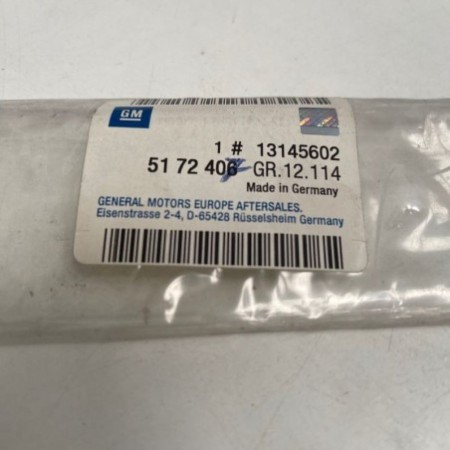 GM
1 # 13145602
51 72 406 GR.12.114
Made in Germany
GENERAL MOTORS EUROPE AFTERSALES.
Eisenstrasse 2-4, D-65428 Rüsselsheim Germany